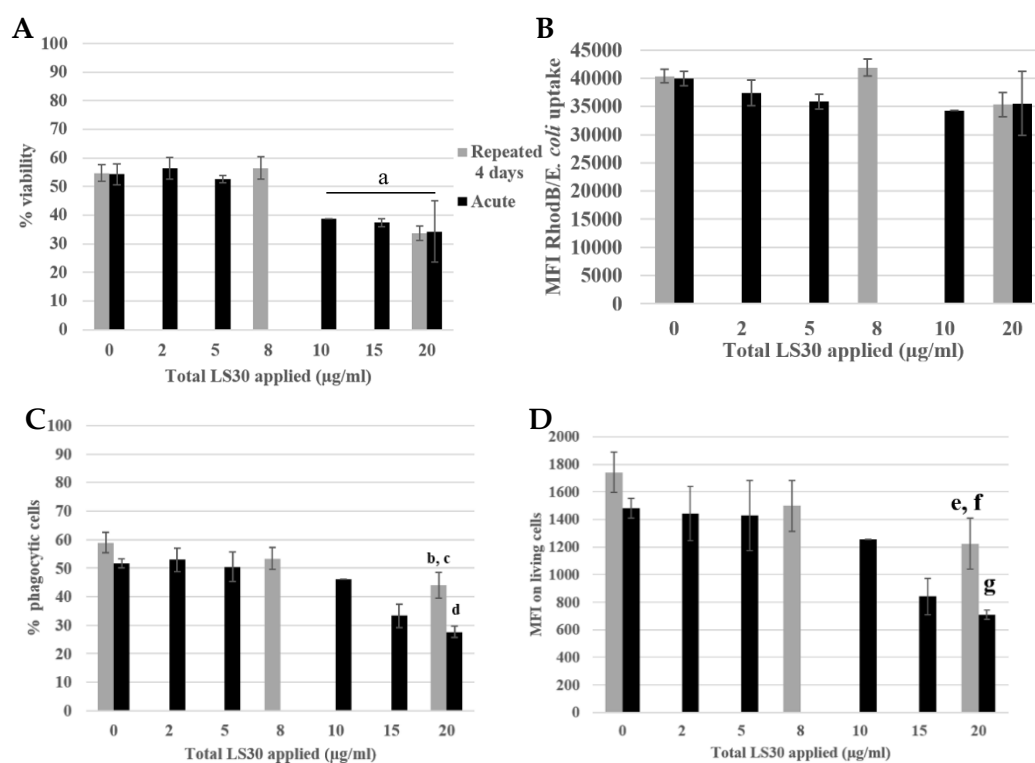 A
100
90
80
70
60
50
40
30
20
10
0
% viability
a
0 2 5 8 10 15 20
Total LS30 applied (µg/ml)
Repeated
4 days
Acute
B
45000
40000
35000
30000
25000
20000
15000
10000
5000
0
MFI RhodB/E. coli uptake
0 2 5 8 10 20
Total LS30 applied (µg/ml)
C
100
90
80
70
60
50
40
30
20
10
0
% phagocytic cells
b, c
d
0 2 5 8 10 15 20
Total LS30 applied (µg/ml)
D
2000
1800
1600
1400
1200
1000
800
600
400
200
0
MFI on living cells
e, f
g
0 2 5 8 10 15 20
Total LS30 applied (µg/ml)